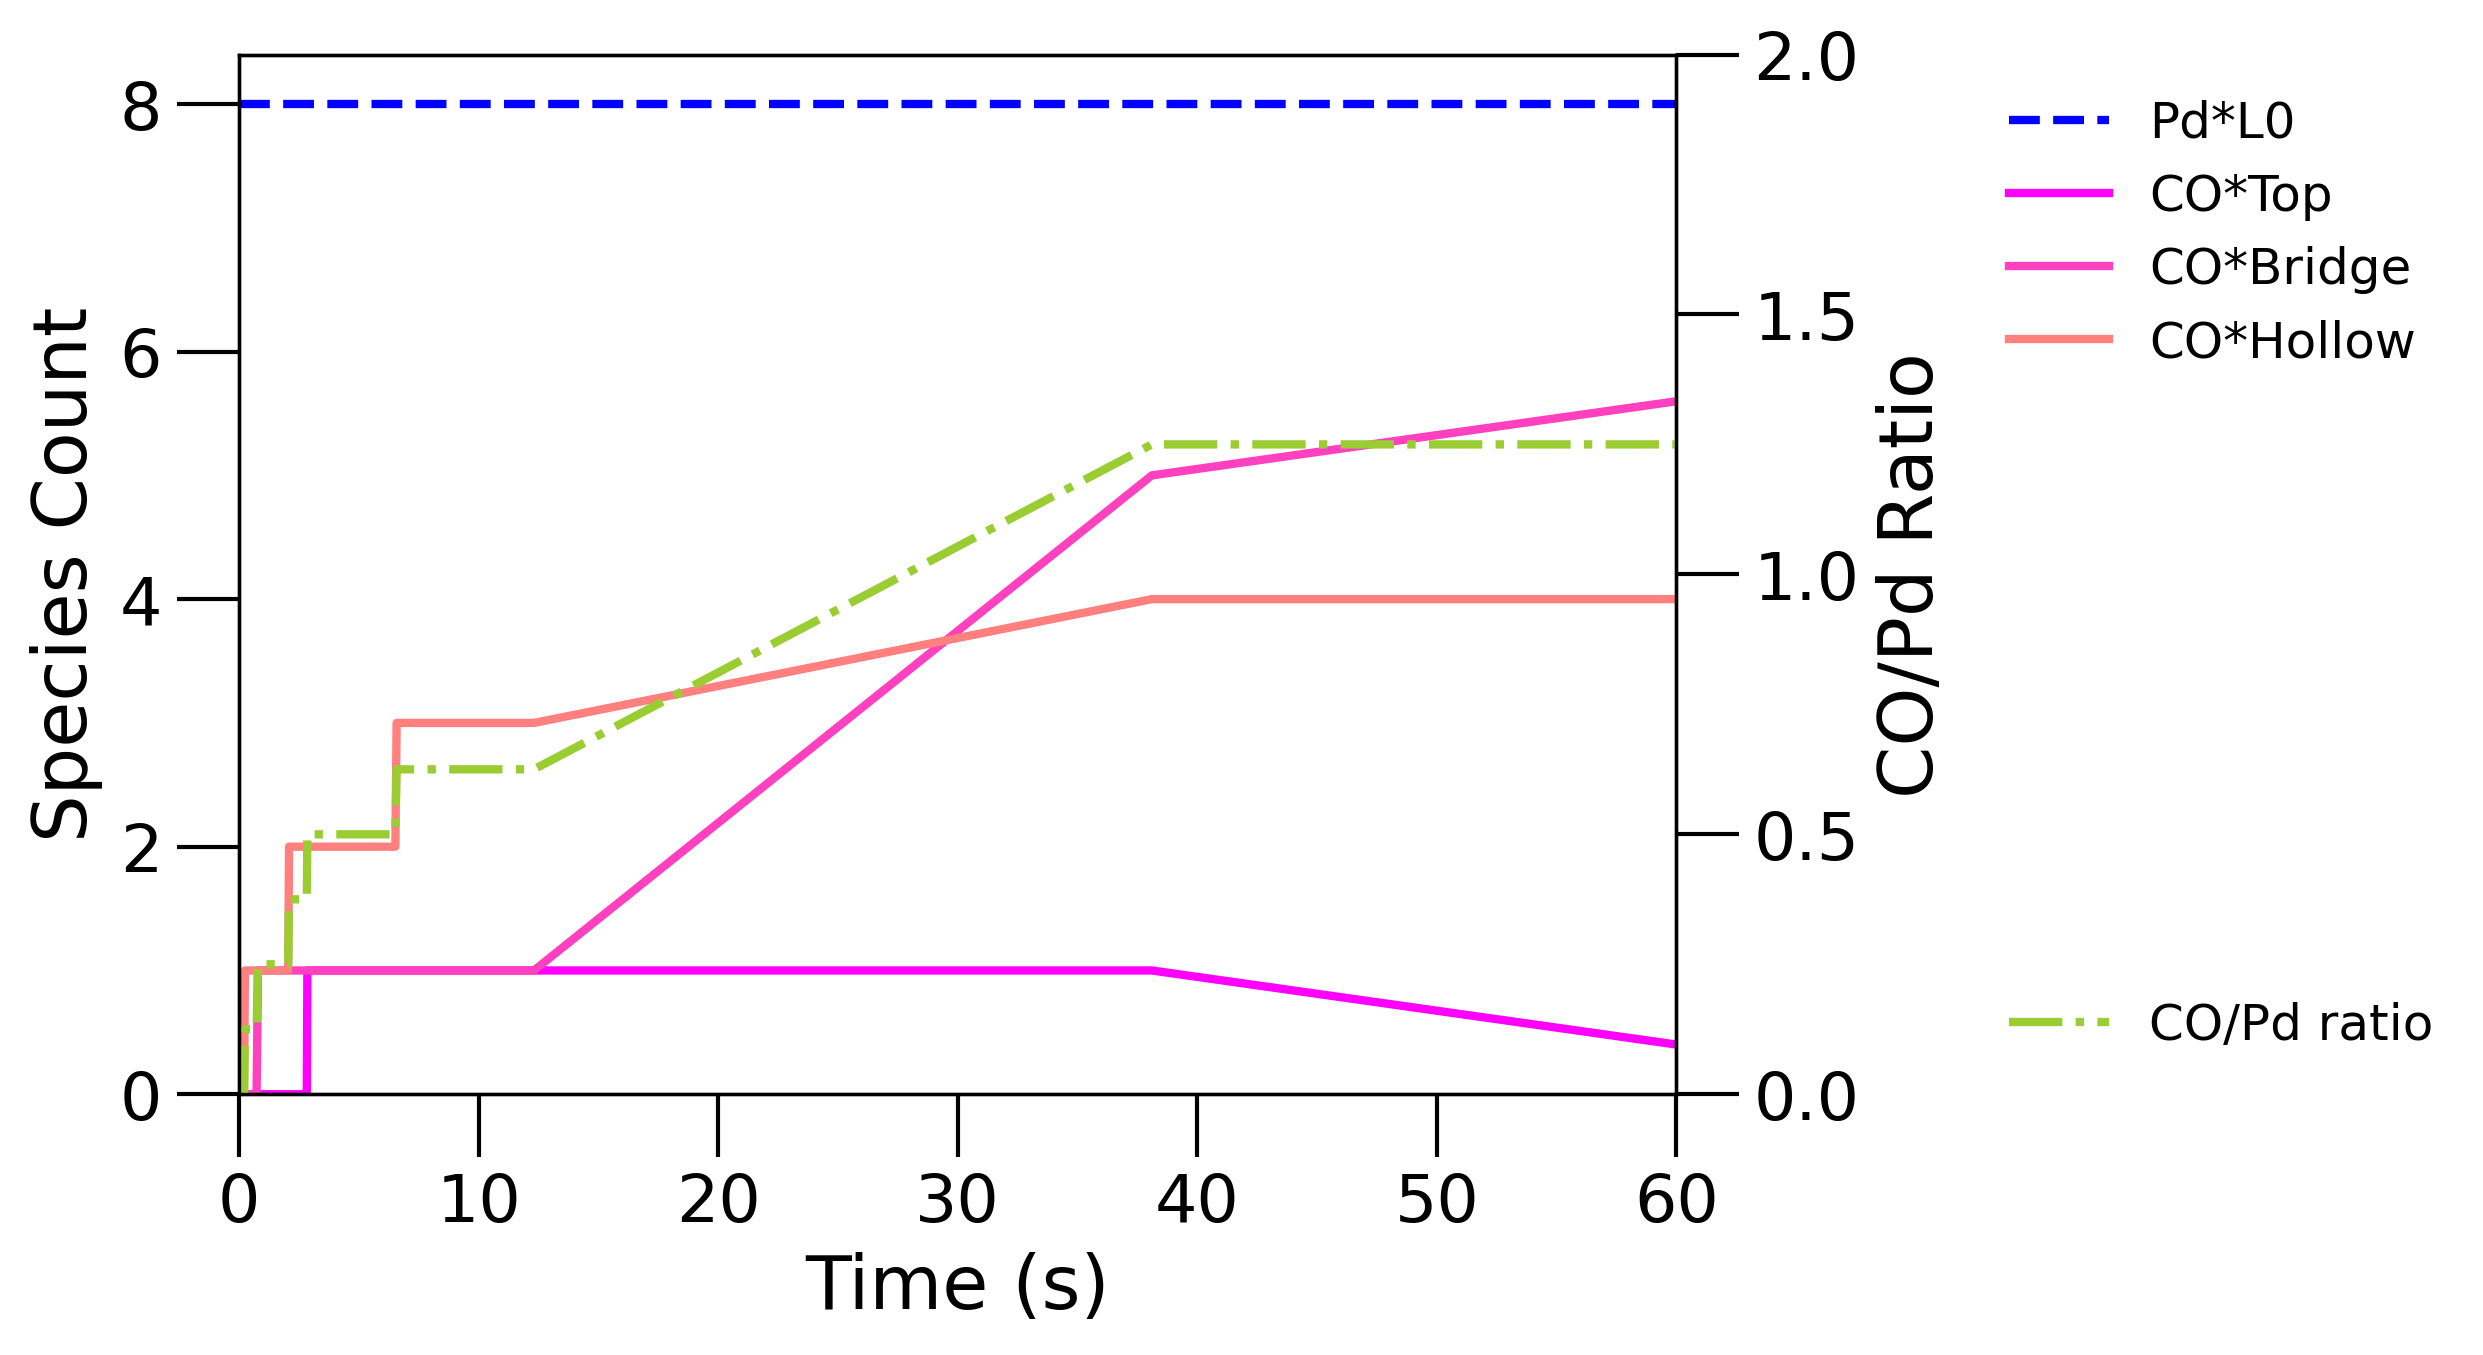 Species Count
8
6
4
2
0
0 10 20 30 40 50 60
Time (s)
2.0
1.5
1.0
0.5
0.0
CO/Pd Ratio
Pd*L0
CO*Top
CO*Bridge
CO*Hollow
CO/Pd ratio